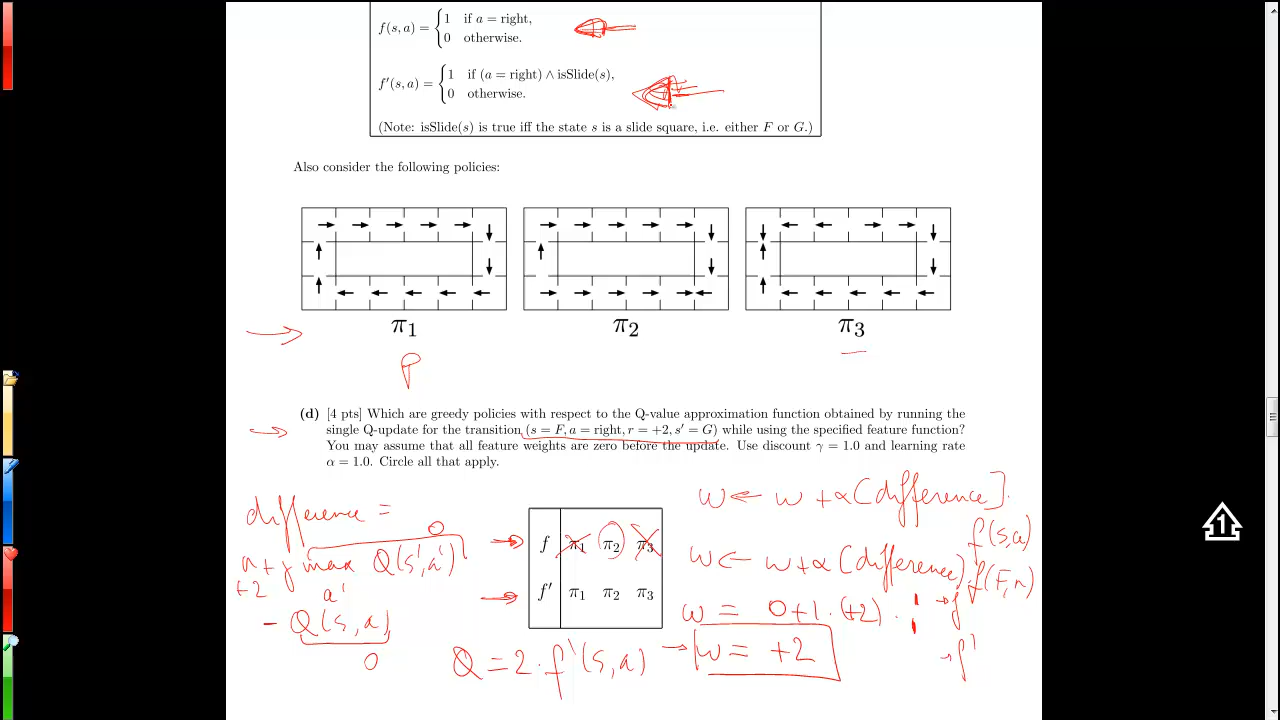 f(s, a) = { 1 if a = right,
0 otherwise.
f′(s, a) = { 1 if (a = right) ∧ isSlide(s),
0 otherwise.
(Note: isSlide(s) is true iff the state s is a slide square, i.e. either F or G.)
Also consider the following policies:
π1 π2 π3
P
(d) [4 pts] Which are greedy policies with respect to the Q-value approximation function obtained by running the
single Q-update for the transition (s = F, a = right, r = +2, s′ = G) while using the specified feature function?
You may assume that all feature weights are zero before the update. Use discount γ = 1.0 and learning rate
α = 1.0. Circle all that apply.
difference =
0
r + γ max Q(s′, a′)
+2 a′
- Q(s, a)
0
f π1 π2 π3
f′ π1 π2 π3
Q = 2 · f′(s, a)
w ← w + α [difference] ·
f(s, a)
w ← w + α (difference) · f(F, r)
w = 0 + 1 · (+2) · 1 → f
→ w = +2
→ f′
1